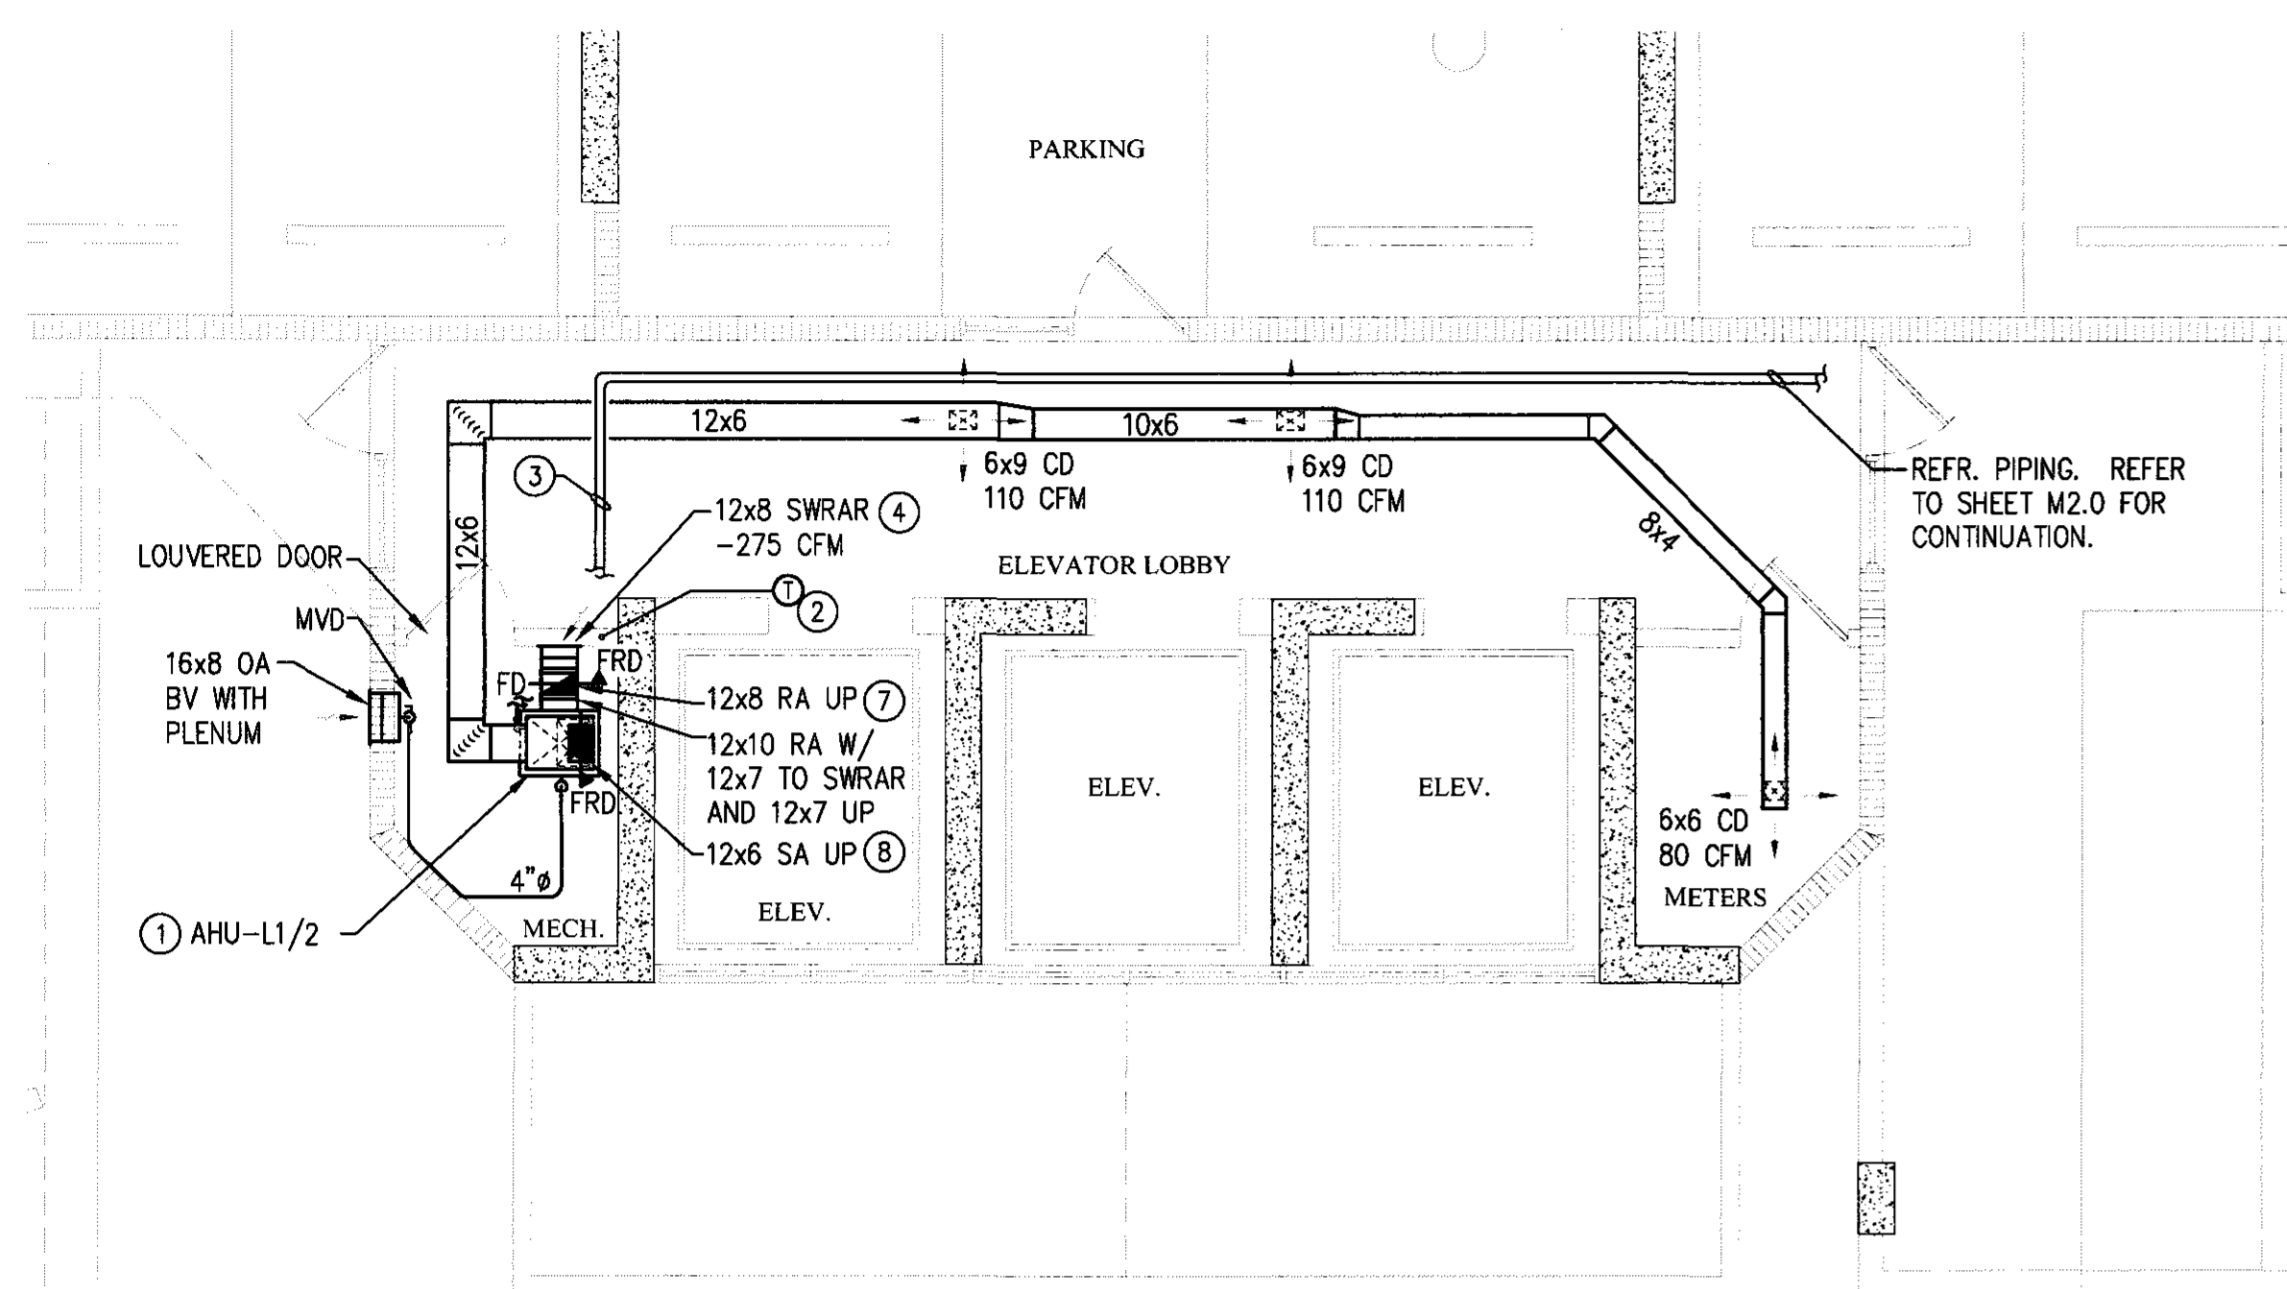 PARKING
12x6
10x6
6x9 CD
110 CFM
6x9 CD
110 CFM
REFR. PIPING. REFER
TO SHEET M2.0 FOR
CONTINUATION.
3
12x8 SWRAR 4
-275 CFM
12x6
8x4
LOUVERED DOOR
ELEVATOR LOBBY
T
2
MVD
16x8 OA
BV WITH
PLENUM
FRD
FD
12x8 RA UP 7
12x10 RA W/
12x7 TO SWRAR
AND 12x7 UP
FRD
12x6 SA UP 8
ELEV.
ELEV.
6x6 CD
80 CFM
4"ø
METERS
ELEV.
MECH.
1 AHU-L1/2